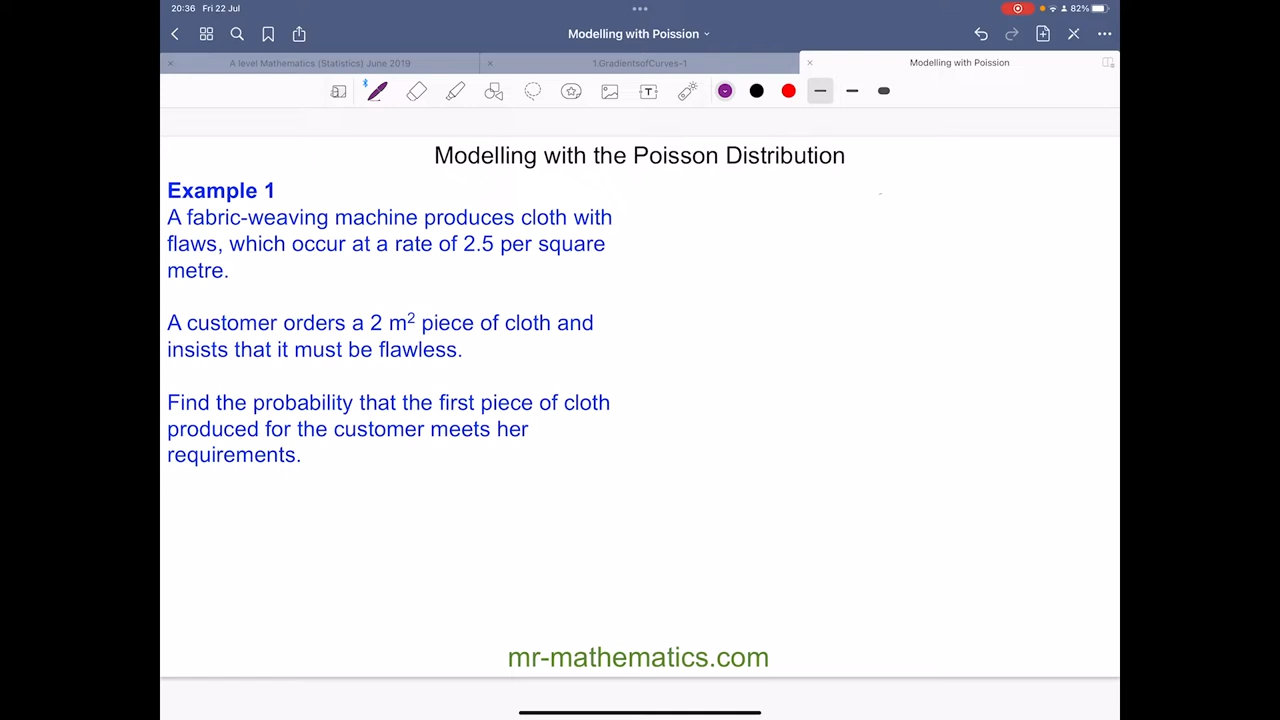 20:36 Fri 22 Jul
82%
Modelling with Poission
A level Mathematics (Statistics) June 2019
1.GradientsofCurves-1
Modelling with Poission
T
Modelling with the Poisson Distribution
Example 1
A fabric-weaving machine produces cloth with
flaws, which occur at a rate of 2.5 per square
metre.
A customer orders a 2 m² piece of cloth and
insists that it must be flawless.
Find the probability that the first piece of cloth
produced for the customer meets her
requirements.
mr-mathematics.com